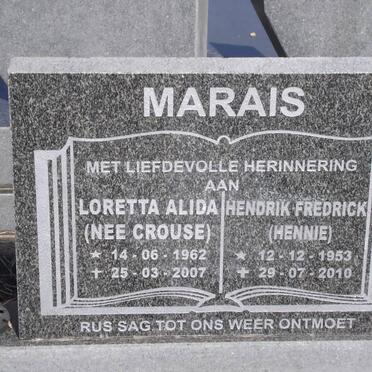 MARAIS
MET LIEFDEVOLLE HERINNERING
AAN
LORETTA ALIDA
(NEE CROUSE)
★ 14 - 06 - 1962
✝ 25 - 03 - 2007
HENDRIK FREDRICK
(HENNIE)
★ 12 - 12 - 1953
✝ 29 - 07 - 2010
RUS SAG TOT ONS WEER ONTMOET